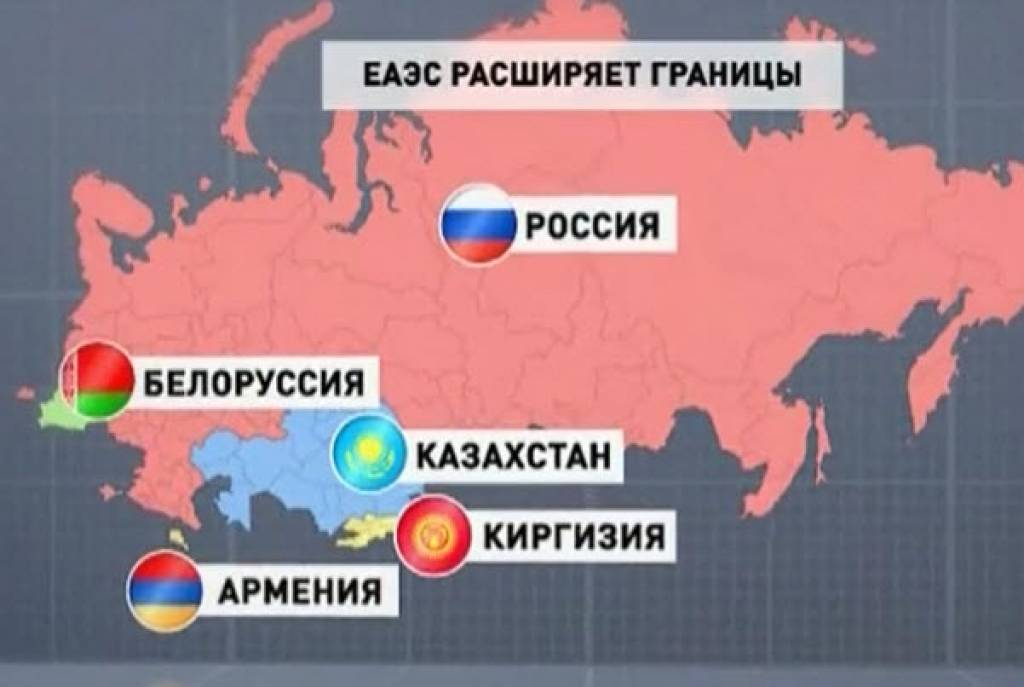 ЕАЭС РАСШИРЯЕТ ГРАНИЦЫ
РОССИЯ
БЕЛОРУССИЯ
КАЗАХСТАН
КИРГИЗИЯ
АРМЕНИЯ